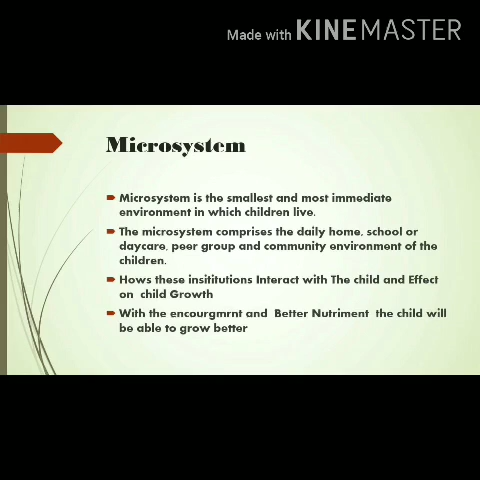 Made with KINEMASTER
Microsystem
Microsystem is the smallest and most immediate
environment in which children live.
The microsystem comprises the daily home, school or
daycare, peer group and community environment of the
children.
Hows these insititutions Interact with The child and Effect
on child Growth
With the encourgmrnt and Better Nutriment the child will
be able to grow better